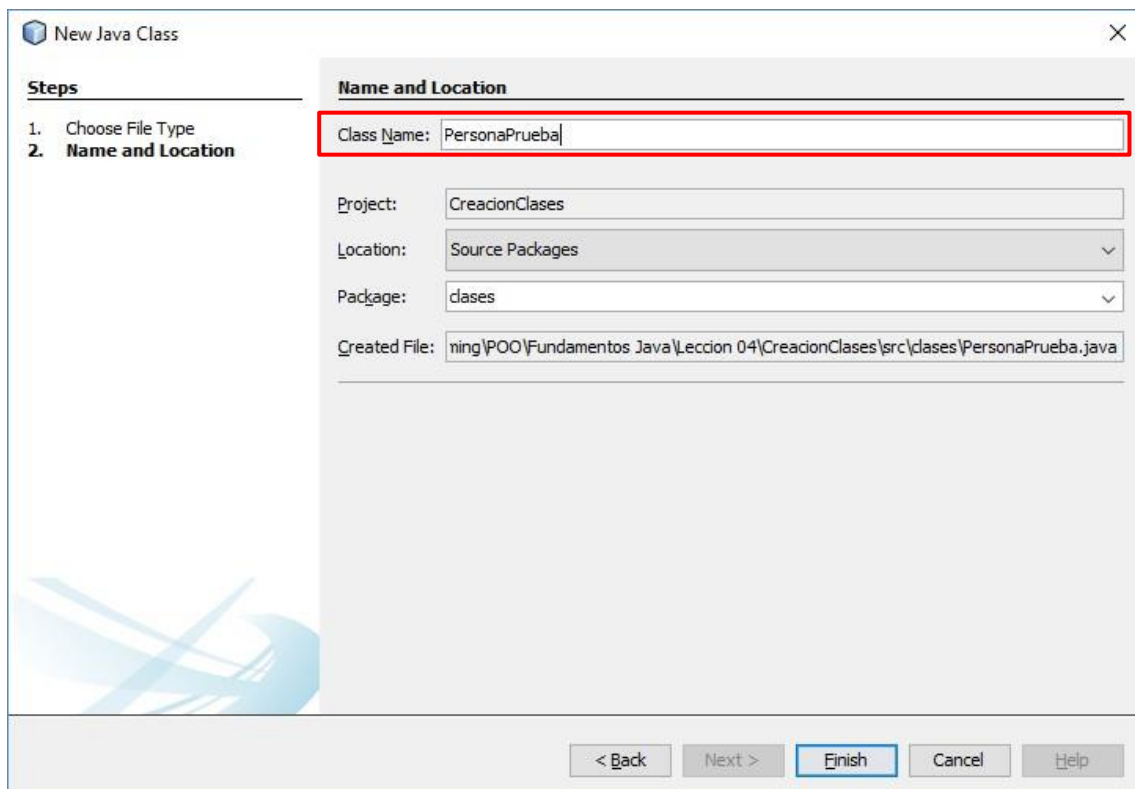 New Java Class
Steps
1. Choose File Type
2. Name and Location
Name and Location
Class Name: PersonaPrueba
Project: CreacionClases
Location: Source Packages
Package: clases
Created File: ning\POO\Fundamentos Java\Leccion 04\CreacionClases\src\clases\PersonaPrueba.java
< Back Next > Finish Cancel Help